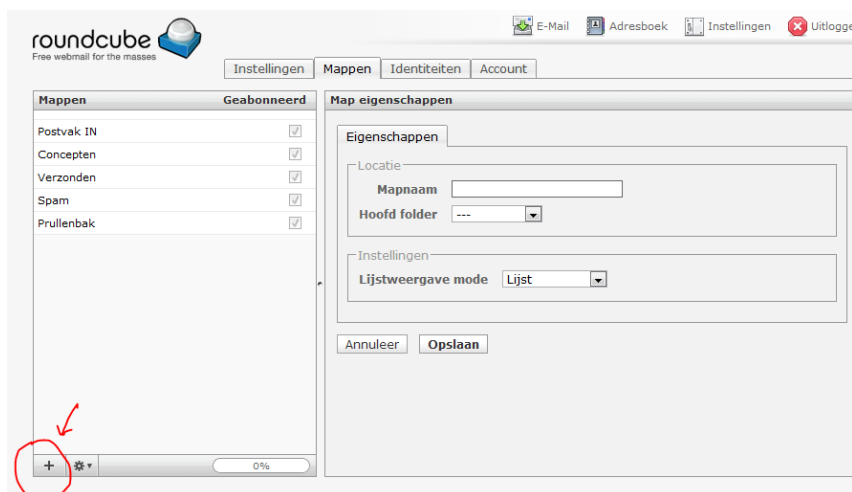 roundcube
Free webmail for the masses
E-Mail Adresboek Instellingen Uitlogge
Instellingen Mappen Identiteiten Account
Mappen Geabonneerd
Postvak IN
Concepten
Verzonden
Spam
Prullenbak
0%
Map eigenschappen
Eigenschappen
Locatie
Mapnaam
Hoofd folder ---
Instellingen
Lijstweergave mode Lijst
Annuleer Opslaan